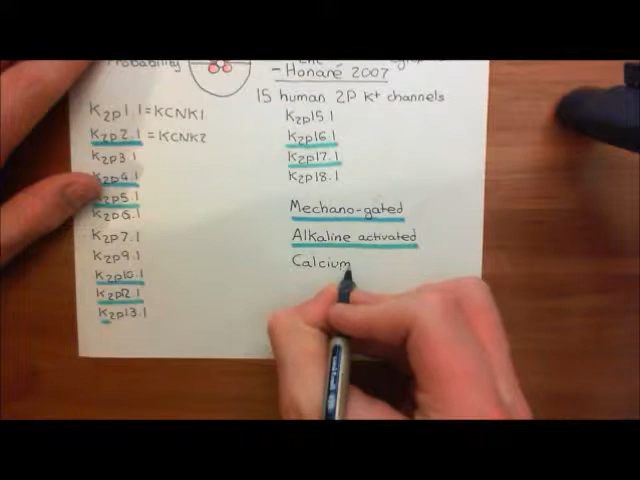 Probability
- Honané 2007
15 human 2P K+ channels
K2p1.1 = KCNK1
K2p2.1 = KCNK2
K2p3.1
K2p4.1
K2p5.1
K2p6.1
K2p7.1
K2p9.1
K2p10.1
K2p12.1
K2p13.1
K2p15.1
K2p16.1
K2p17.1
K2p18.1
Mechano-gated
Alkaline activated
Calcium